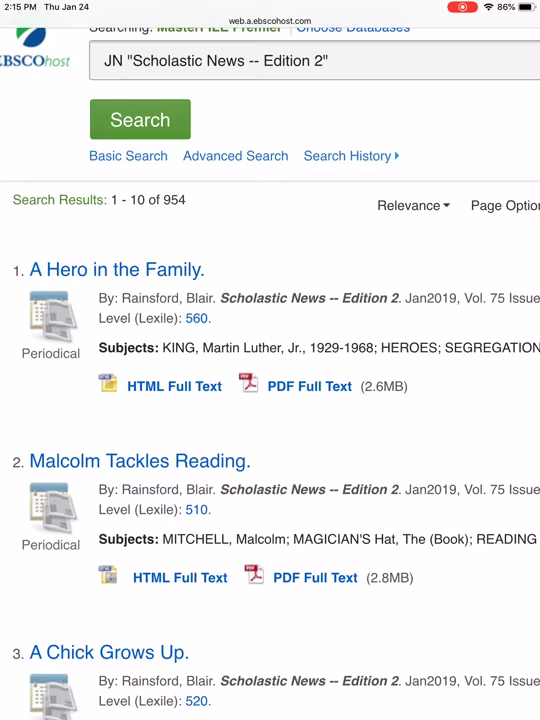 2:15 PM Thu Jan 24 86%
web.a.ebscohost.com
Searching: MasterFILE Premier | Choose Databases
EBSCOhost
JN "Scholastic News -- Edition 2"
Search
Basic Search Advanced Search Search History
Search Results: 1 - 10 of 954
Relevance Page Option
1. A Hero in the Family.
By: Rainsford, Blair. Scholastic News -- Edition 2. Jan2019, Vol. 75 Issue
Level (Lexile): 560.
Periodical
Subjects: KING, Martin Luther, Jr., 1929-1968; HEROES; SEGREGATION
HTML Full Text PDF Full Text (2.6MB)
2. Malcolm Tackles Reading.
By: Rainsford, Blair. Scholastic News -- Edition 2. Jan2019, Vol. 75 Issue
Level (Lexile): 510.
Periodical
Subjects: MITCHELL, Malcolm; MAGICIAN'S Hat, The (Book); READING
HTML Full Text PDF Full Text (2.8MB)
3. A Chick Grows Up.
By: Rainsford, Blair. Scholastic News -- Edition 2. Jan2019, Vol. 75 Issue
Level (Lexile): 520.